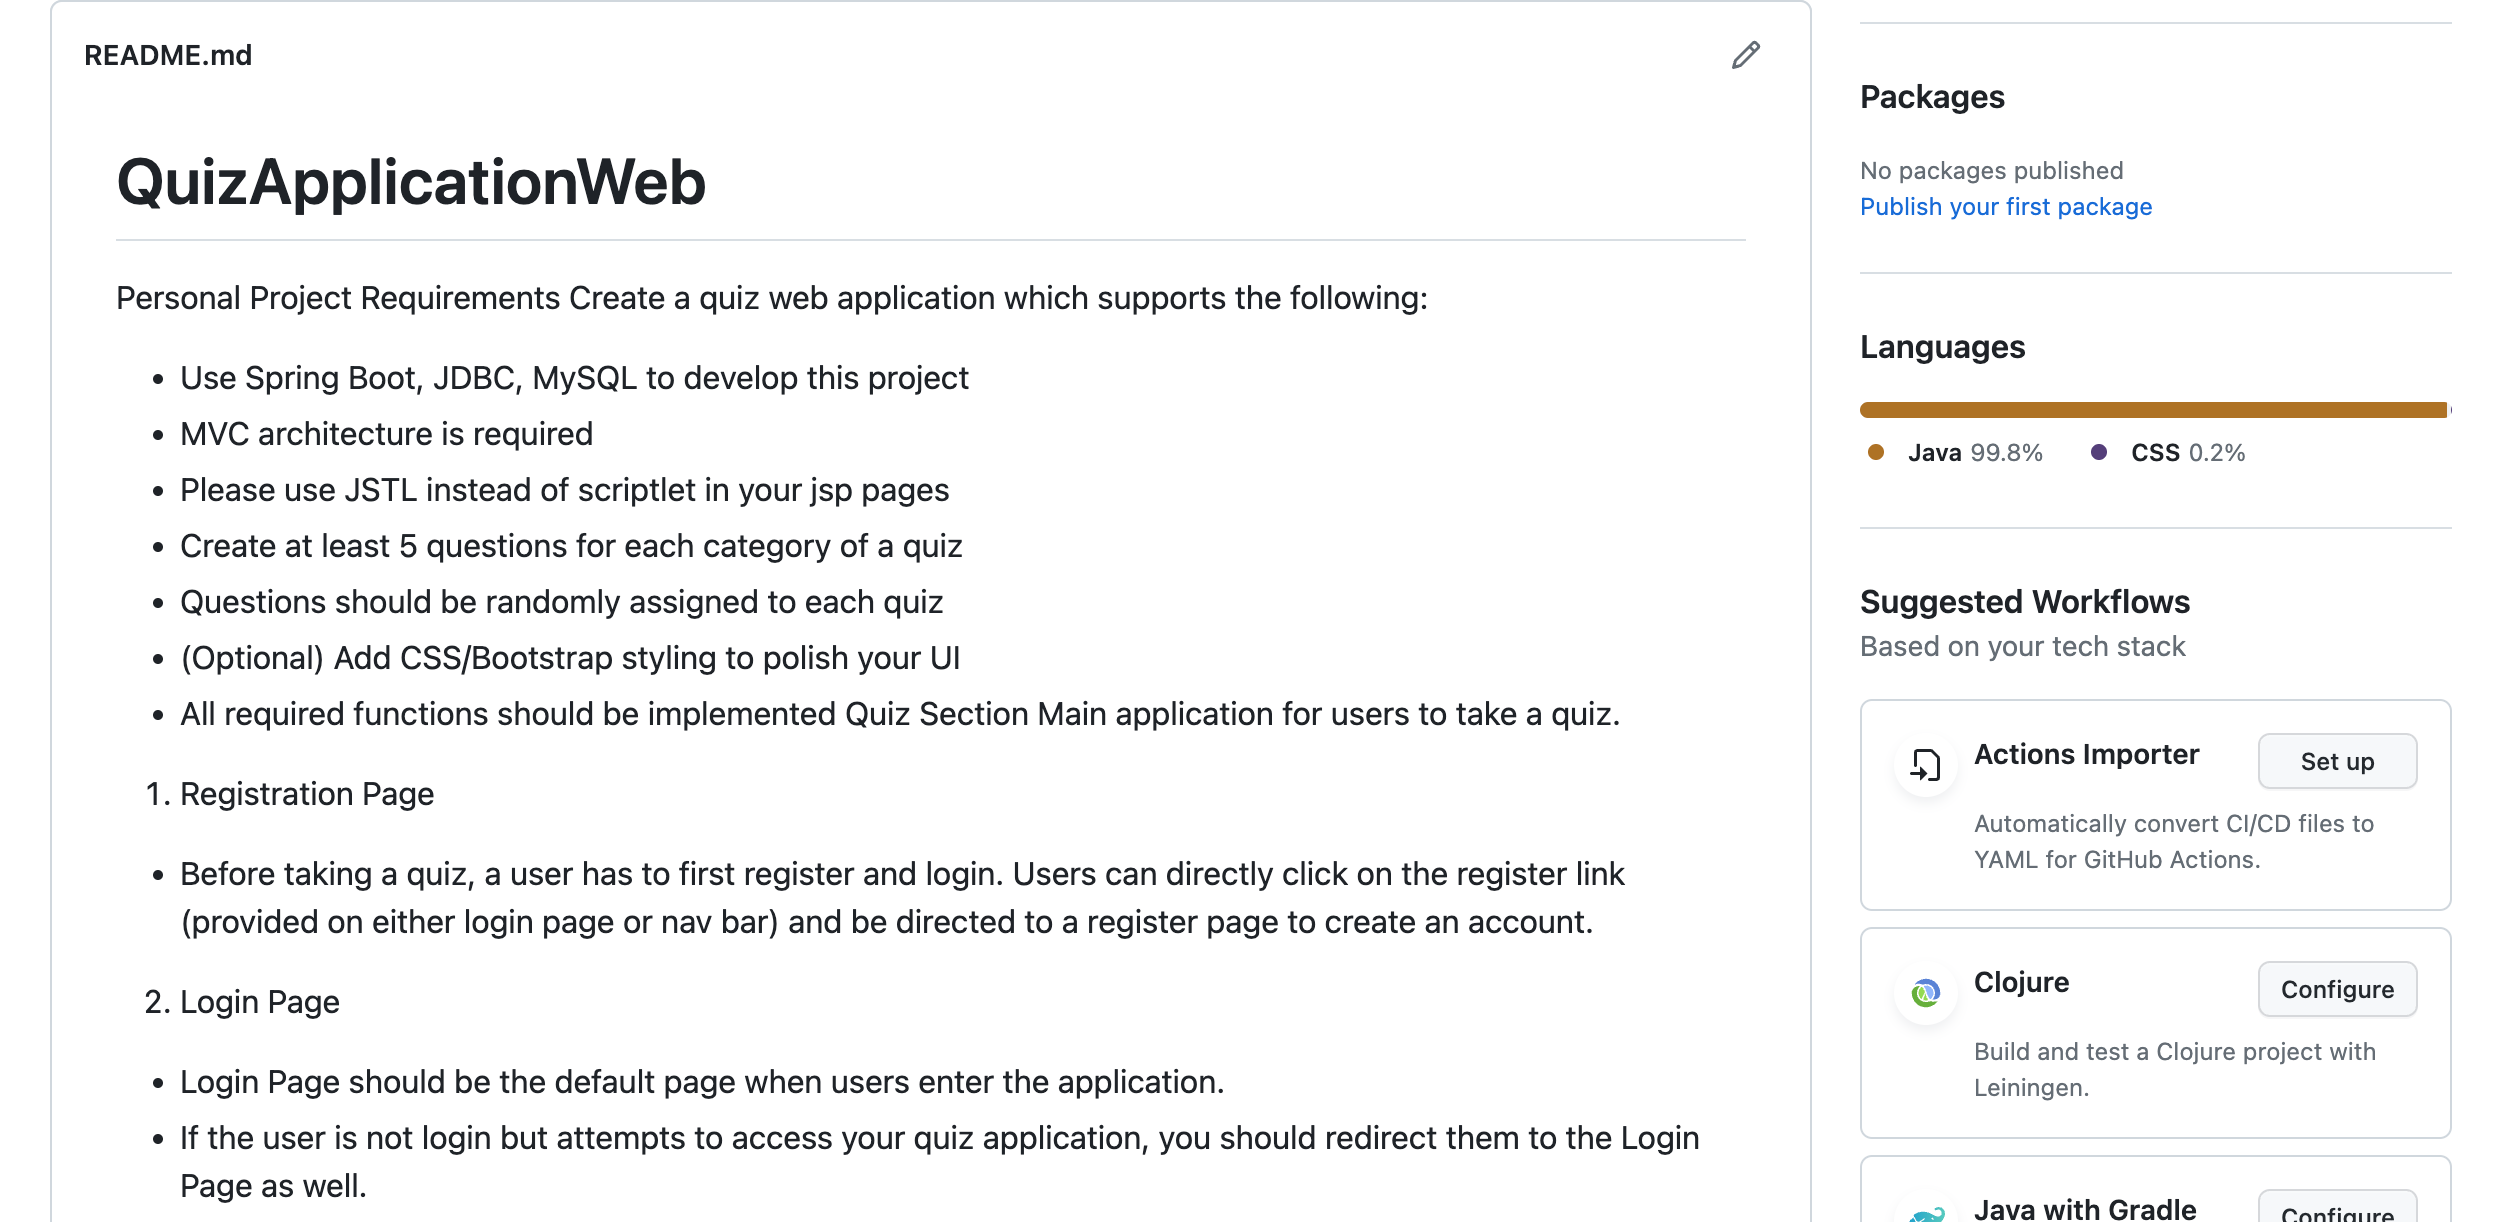 README.md
QuizApplicationWeb
Personal Project Requirements Create a quiz web application which supports the following:
• Use Spring Boot, JDBC, MySQL to develop this project
• MVC architecture is required
• Please use JSTL instead of scriptlet in your jsp pages
• Create at least 5 questions for each category of a quiz
• Questions should be randomly assigned to each quiz
• (Optional) Add CSS/Bootstrap styling to polish your UI
• All required functions should be implemented Quiz Section Main application for users to take a quiz.
1. Registration Page
• Before taking a quiz, a user has to first register and login. Users can directly click on the register link
(provided on either login page or nav bar) and be directed to a register page to create an account.
2. Login Page
• Login Page should be the default page when users enter the application.
• If the user is not login but attempts to access your quiz application, you should redirect them to the Login
Page as well.
Packages
No packages published
Publish your first package
Languages
Java 99.8% CSS 0.2%
Suggested Workflows
Based on your tech stack
Actions Importer
Set up
Automatically convert CI/CD files to
YAML for GitHub Actions.
Clojure
Configure
Build and test a Clojure project with
Leiningen.
Java with Gradle
Configure